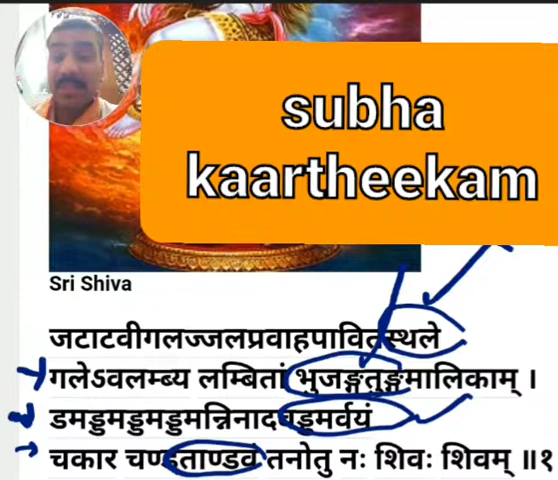 subha
kaartheekam
Sri Shiva
जटाटवीगलज्जलप्रवाहपावितस्थले
गलेऽवलम्ब्य लम्बितां भुजङ्गतुङ्गमालिकाम् ।
डमड्डमड्डमड्डमन्निनादवड्डमर्वयं
चकार चण्डताण्डवं तनोतु नः शिवः शिवम् ॥१